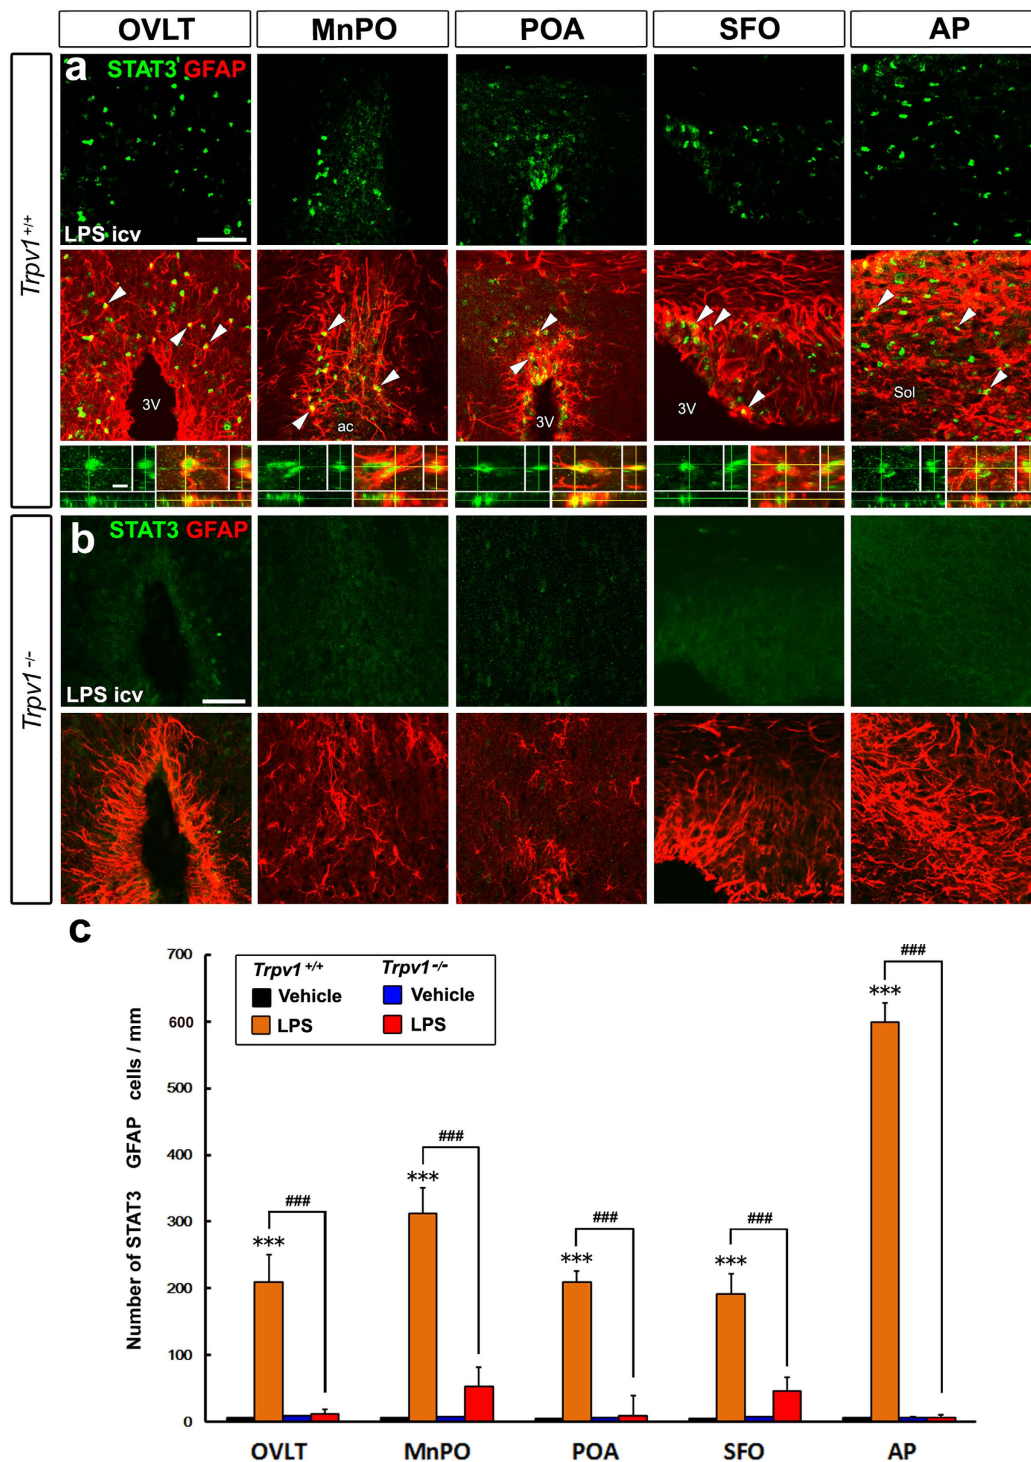 OVLT MnPO POA SFO AP
Trpv1+/+
a STAT3 GFAP
LPS icv
3V ac 3V 3V Sol
Trpv1-/-
b STAT3 GFAP
LPS icv
c
Number of STAT3 GFAP cells / mm
700
600
500
400
300
200
100
0
Trpv1+/+ Trpv1-/-
Vehicle Vehicle
LPS LPS
###
***
###
***
###
***
###
***
###
***
OVLT MnPO POA SFO AP